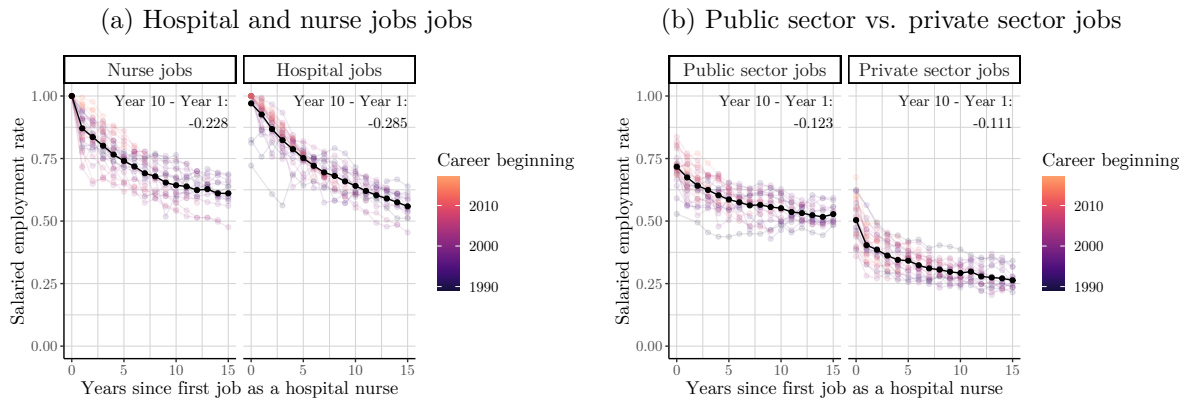 (a) Hospital and nurse jobs jobs
Nurse jobs
Hospital jobs
Year 10 - Year 1:
-0.228
Year 10 - Year 1:
-0.285
Salaried employment rate
1.00
0.75
0.50
0.25
0.00
0 5 10 15
0 5 10 15
Years since first job as a hospital nurse
Career beginning
2010
2000
1990
(b) Public sector vs. private sector jobs
Public sector jobs
Private sector jobs
Year 10 - Year 1:
-0.123
Year 10 - Year 1:
-0.111
Salaried employment rate
1.00
0.75
0.50
0.25
0.00
0 5 10 15
0 5 10 15
Years since first job as a hospital nurse
Career beginning
2010
2000
1990